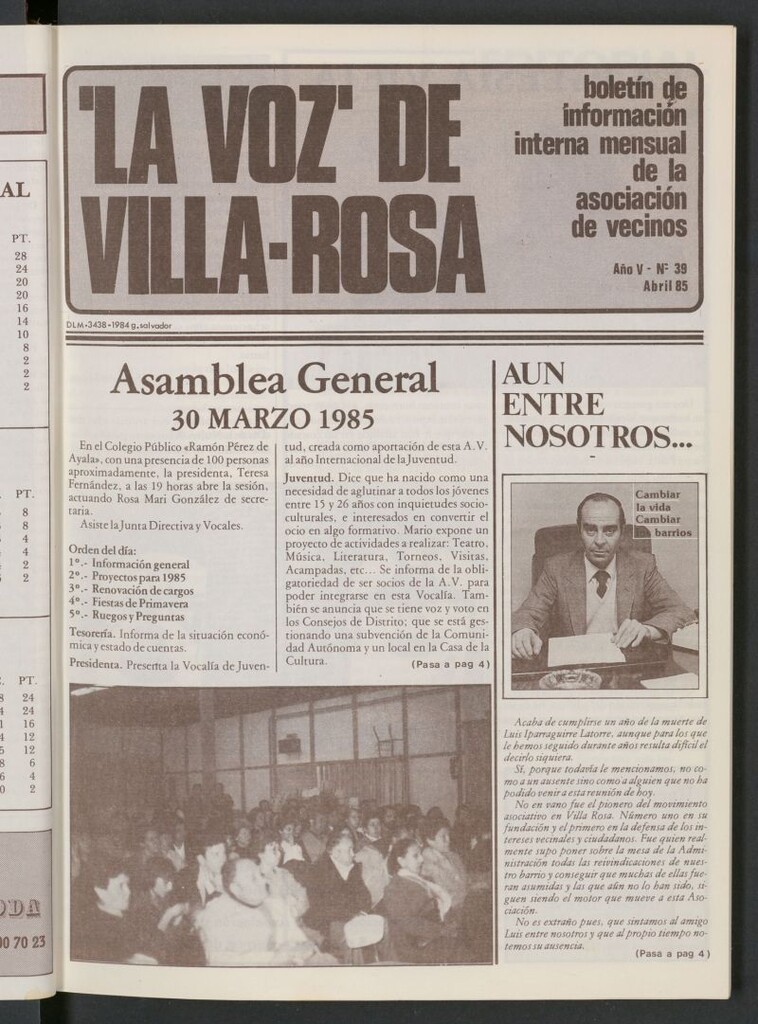 'LA VOZ' DE
VILLA-ROSA
boletín de
información
interna mensual
de la
asociación
de vecinos
Año V - Nº 39
Abril 85
DLM-3438-1984 g.salvador
Asamblea General
30 MARZO 1985
En el Colegio Público «Ramón Pérez de
Ayala», con una presencia de 100 personas
aproximadamente, la presidenta, Teresa
Fernández, a las 19 horas abre la sesión,
actuando Rosa Mari González de secre-
taria.
Asiste la Junta Directiva y Vocales.
Orden del día:
1º.- Información general
2º.- Proyectos para 1985
3º.- Renovación de cargos
4º.- Fiestas de Primavera
5º.- Ruegos y Preguntas
Tesorería. Informa de la situación econó-
mica y estado de cuentas.
Presidenta. Presenta la Vocalía de Juven-
tud, creada como aportación de esta A.V.
al año Internacional de la Juventud.
Juventud. Dice que ha nacido como una
necesidad de aglutinar a todos los jóvenes
entre 15 y 26 años con inquietudes socio-
culturales, e interesados en convertir el
ocio en algo formativo. Mario expone un
proyecto de actividades a realizar: Teatro,
Música, Literatura, Torneos, Visitas,
Acampadas, etc... Se informa de la obli-
gatoriedad de ser socios de la A.V. para
poder integrarse en esta Vocalía. Tam-
bién se anuncia que se tiene voz y voto en
los Consejos de Distrito; que se está ges-
tionando una subvención de la Comuni-
dad Autónoma y un local en la Casa de la
Cultura.
(Pasa a pag 4)
AUN
ENTRE
NOSOTROS...
Cambiar
la vida
Cambiar
barrios
Acaba de cumplirse un año de la muerte de
Luis Iparraguirre Latorre, aunque para los que
le hemos seguido durante años resulta difícil el
decirlo siquiera.
Sí, porque todavía le mencionamos, no co-
mo a un ausente sino como a alguien que no ha
podido venir a esta reunión de hoy.
No en vano fue el pionero del movimiento
asociativo en Villa Rosa. Número uno en su
fundación y el primero en la defensa de los in-
tereses vecinales y ciudadanos. Fue quien real-
mente supo poner sobre la mesa de la Admi-
nistración todas las reivindicaciones de nues-
tro barrio y conseguir que muchas de ellas fue-
ran asumidas y las que aún no lo han sido, si-
guen siendo el motor que mueve a esta Aso-
ciación.
No es extraño pues, que sintamos al amigo
Luis entre nosotros y que al propio tiempo no-
temos su ausencia.
(Pasa a pag 4)
AL
PT.
28
24
20
20
16
14
10
8
2
2
2
PT.
8
8
4
4
2
PT.
24
24
16
12
12
6
4
2
ODA
00 70 23